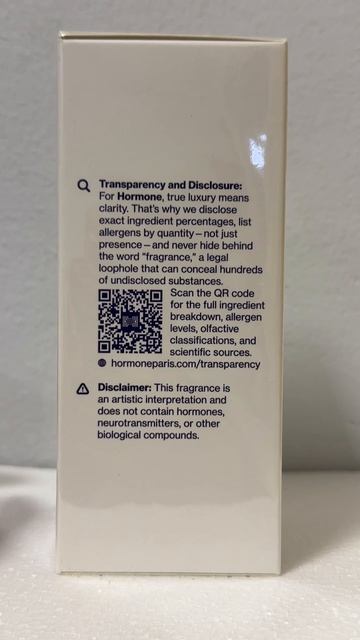 Transparency and Disclosure:
For Hormone, true luxury means
clarity. That's why we disclose
exact ingredient percentages, list
allergens by quantity—not just
presence—and never hide behind
the word "fragrance," a legal
loophole that can conceal hundreds
of undisclosed substances.
Scan the QR code
for the full ingredient
breakdown, allergen
levels, olfactive
classifications, and
scientific sources.
hormoneparis.com/transparency
Disclaimer: This fragrance is
an artistic interpretation and
does not contain hormones,
neurotransmitters, or other
biological compounds.